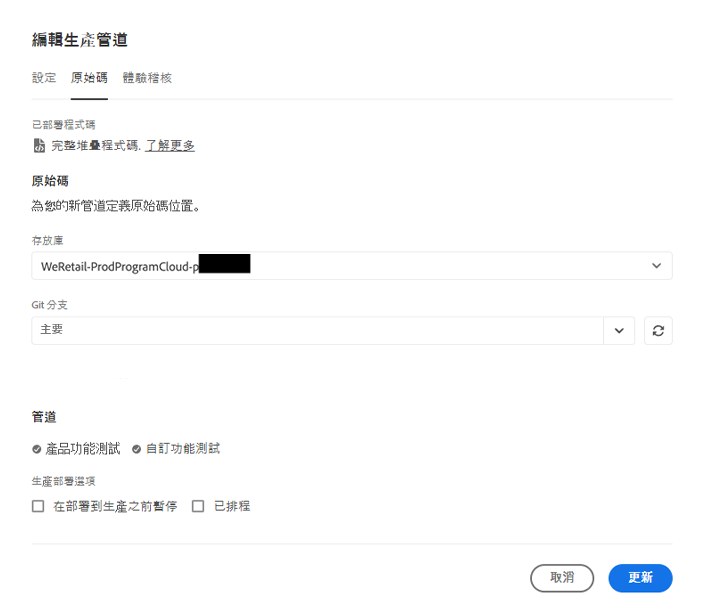 編輯生產管道
設定 原始碼 體驗稽核
已部署程式碼
完整堆疊程式碼. 了解更多
原始碼
為您的新管道定義原始碼位置。
存放庫
WeRetail-ProdProgramCloud-p
Git 分支
主要
管道
產品功能測試 自訂功能測試
生產部署選項
在部署到生產之前暫停 已排程
取消 更新